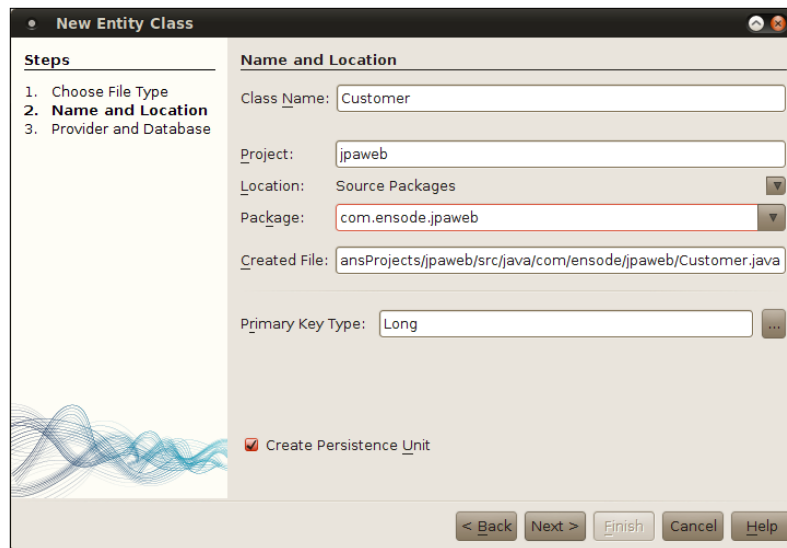 New Entity Class
Steps
1. Choose File Type
2. Name and Location
3. Provider and Database
Name and Location
Class Name: Customer
Project: jpaweb
Location: Source Packages
Package: com.ensode.jpaweb
Created File: ansProjects/jpaweb/src/java/com/ensode/jpaweb/Customer.java
Primary Key Type: Long ...
Create Persistence Unit
< Back Next > Finish Cancel Help